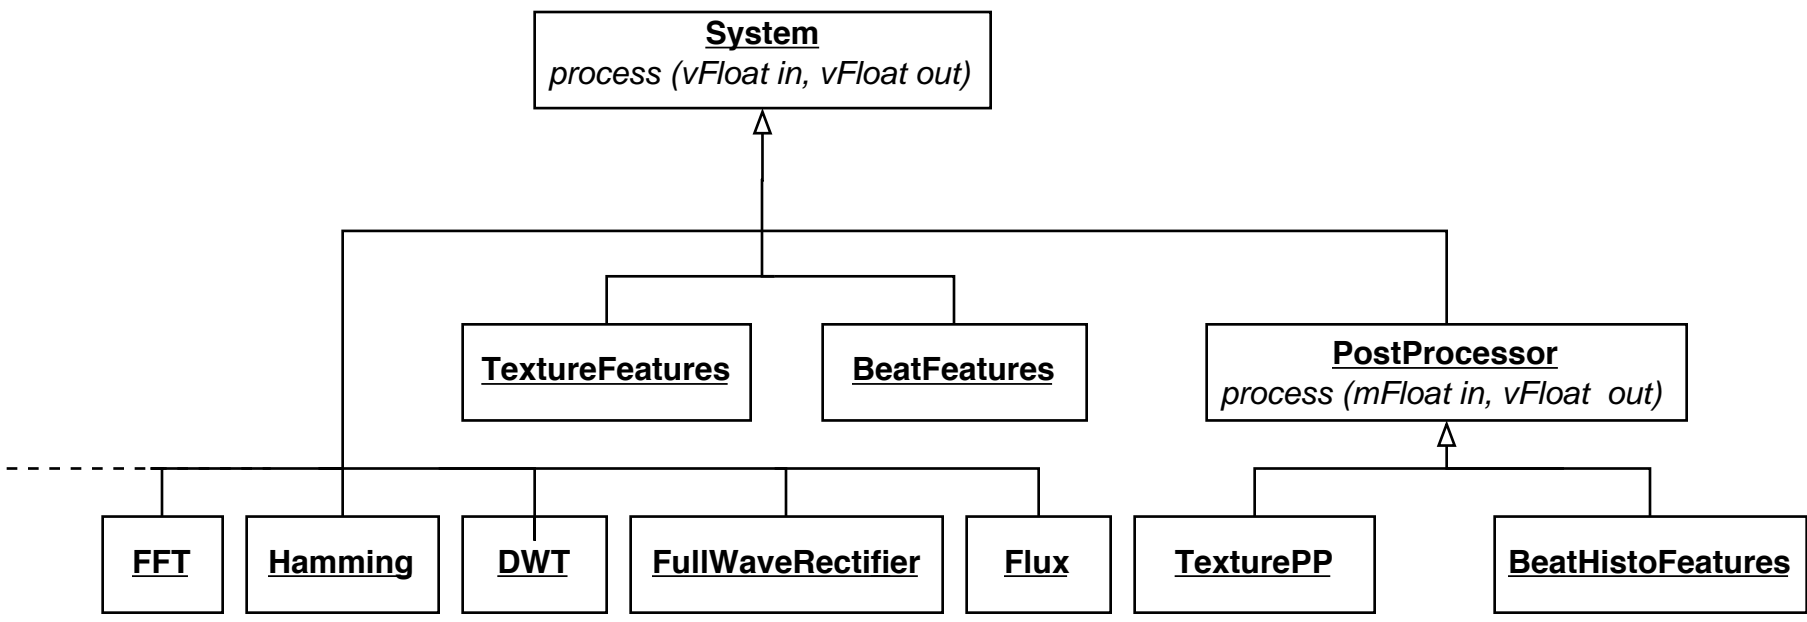 System
process (vFloat in, vFloat out)
TextureFeatures
BeatFeatures
PostProcessor
process (mFloat in, vFloat out)
FFT
Hamming
DWT
FullWaveRectifier
Flux
TexturePP
BeatHistoFeatures